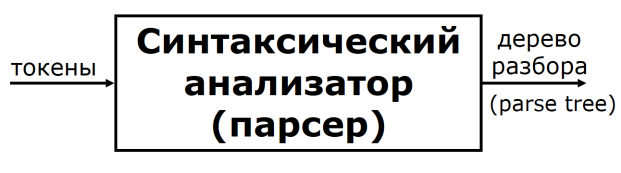 токены
Синтаксический
анализатор
(парсер)
дерево
разбора
(parse tree)